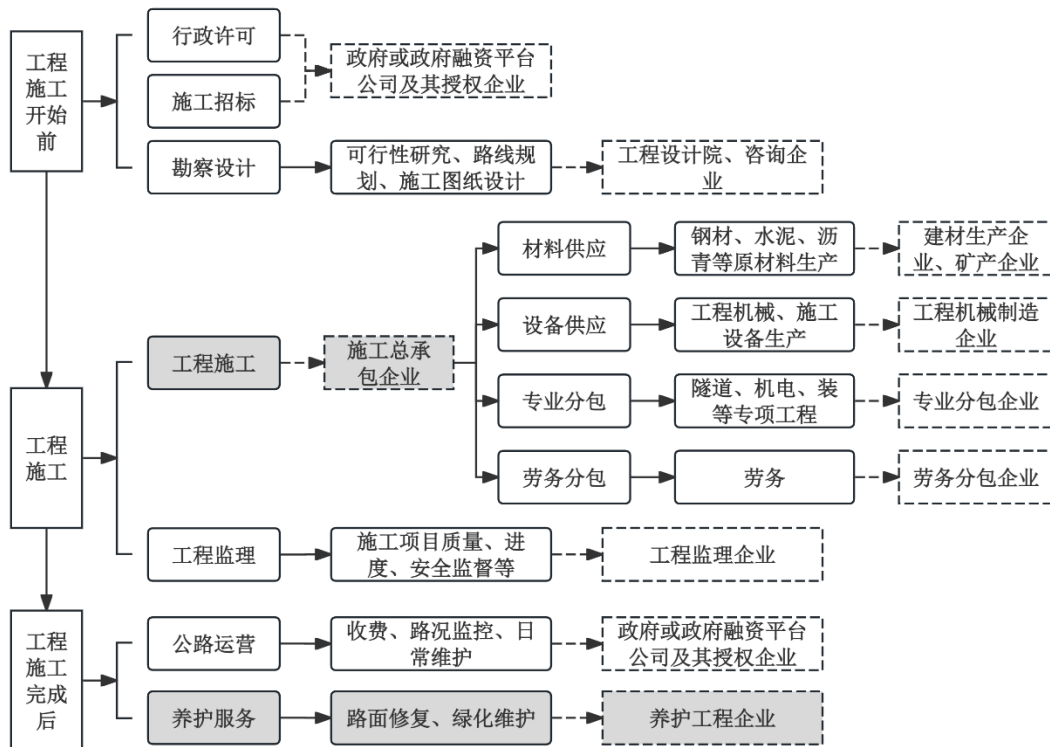 工程
施工
开始
前
行政许可
施工招标
政府或政府融资平台
公司及其授权企业
勘察设计
可行性研究、路线规
划、施工图纸设计
工程设计院、咨询企
业
工程
施工
工程施工
施工总承
包企业
材料供应
钢材、水泥、沥
青等原材料生产
建材生产企
业、矿产企业
设备供应
工程机械、施工
设备生产
工程机械制造
企业
专业分包
隧道、机电、装
等专项工程
专业分包企业
劳务分包
劳务
劳务分包企业
工程监理
施工项目质量、进
度、安全监督等
工程监理企业
工程
施工
完成
后
公路运营
收费、路况监控、日
常维护
政府或政府融资平台
公司及其授权企业
养护服务
路面修复、绿化维护
养护工程企业